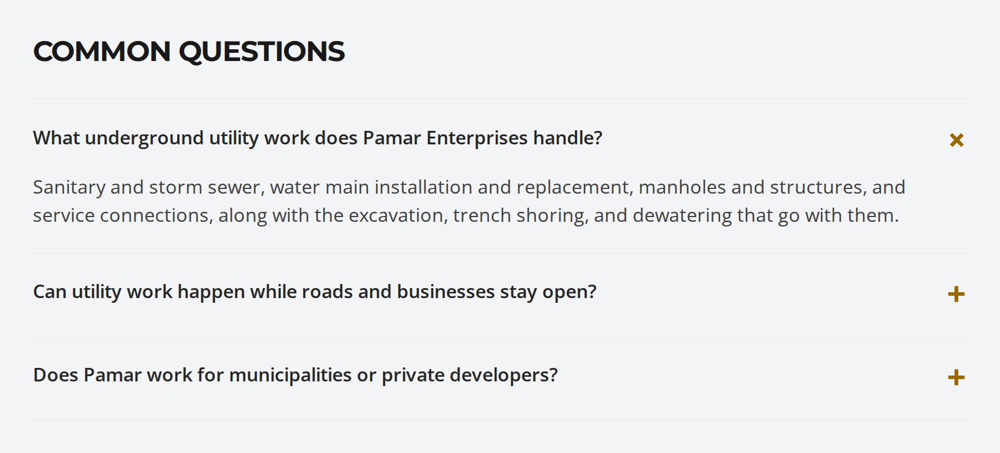 COMMON QUESTIONS
What underground utility work does Pamar Enterprises handle?
Sanitary and storm sewer, water main installation and replacement, manholes and structures, and
service connections, along with the excavation, trench shoring, and dewatering that go with them.
Can utility work happen while roads and businesses stay open?
Does Pamar work for municipalities or private developers?